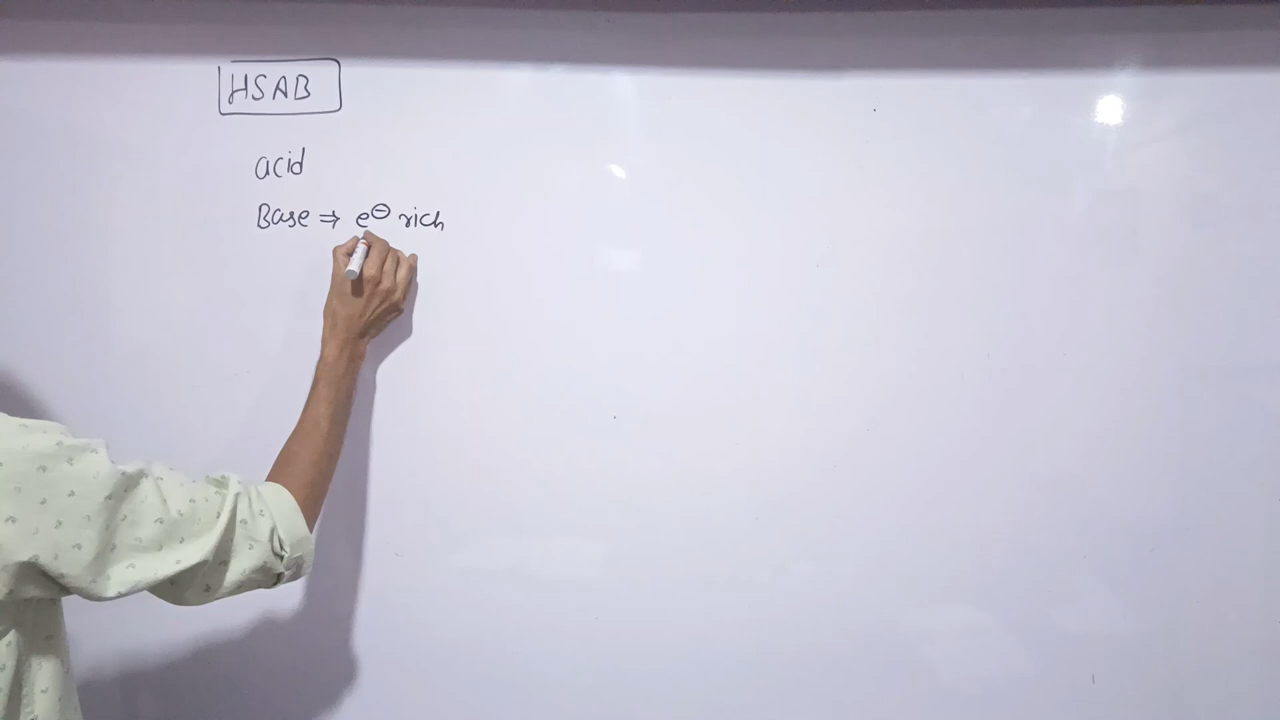 HSAB
acid
Base ⇒ e⊖ rich